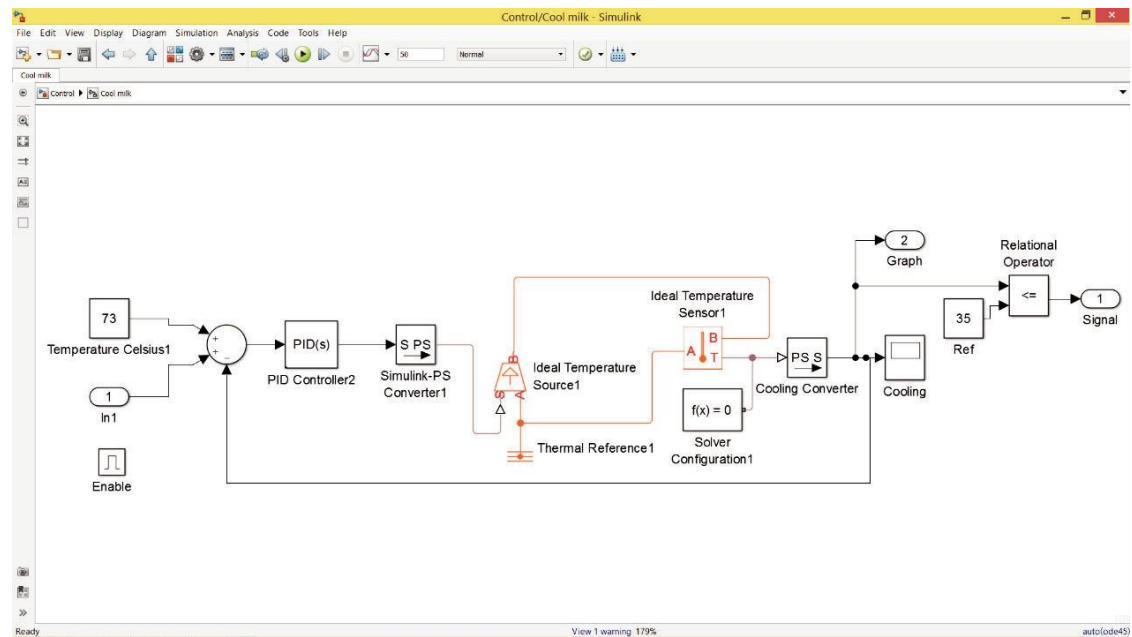 Control/Cool milk - Simulink
File Edit View Display Diagram Simulation Analysis Code Tools Help
50 Normal
Cool milk
Control Cool milk
2
Graph
Relational
Operator
<=
1
Signal
35
Ref
Ideal Temperature
Sensor1
B
A T
PS S
Cooling Converter
Cooling
73
Temperature Celsius1
+
+
−
PID(s)
PID Controller2
S PS
Simulink-PS
Converter1
B
S A
Ideal Temperature
Source1
1
In1
f(x) = 0
Solver
Configuration1
Thermal Reference1
Enable
Ready View 1 warning 179% auto(ode45)